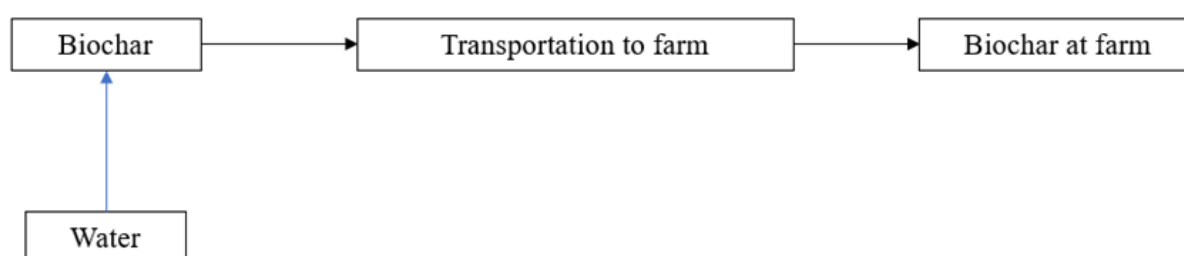 Biochar
Transportation to farm
Biochar at farm
Water